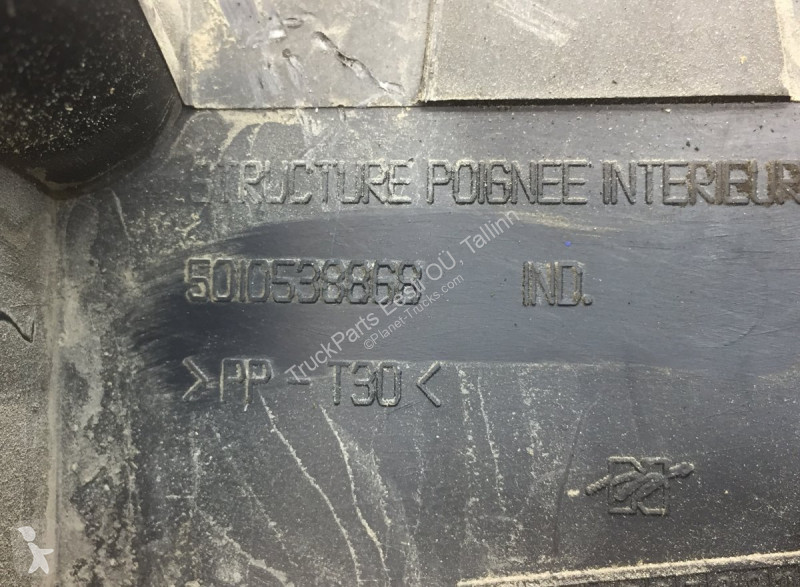 STRUCTURE POIGNEE INTERIEUR
5010538868 IND.
>PP-T30<
TruckParts Eesti OÜ, Tallinn
©Planet-Trucks.com